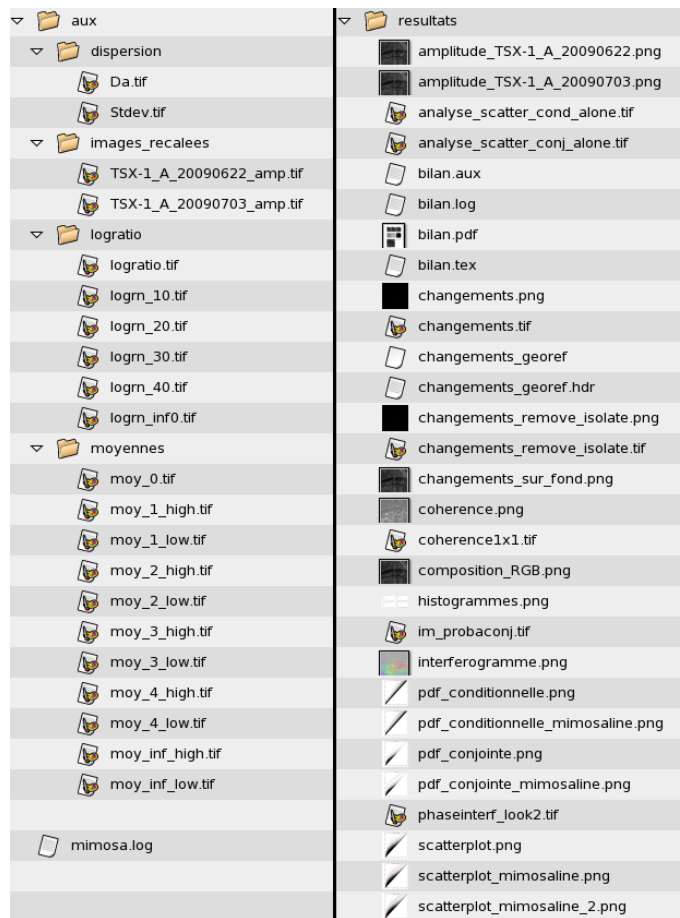 aux
dispersion
Da.tif
Stdev.tif
images_recalees
TSX-1_A_20090622_amp.tif
TSX-1_A_20090703_amp.tif
logratio
logratio.tif
logrn_10.tif
logrn_20.tif
logrn_30.tif
logrn_40.tif
logrn_inf0.tif
moyennes
moy_0.tif
moy_1_high.tif
moy_1_low.tif
moy_2_high.tif
moy_2_low.tif
moy_3_high.tif
moy_3_low.tif
moy_4_high.tif
moy_4_low.tif
moy_inf_high.tif
moy_inf_low.tif
mimosa.log
resultats
amplitude_TSX-1_A_20090622.png
amplitude_TSX-1_A_20090703.png
analyse_scatter_cond_alone.tif
analyse_scatter_conj_alone.tif
bilan.aux
bilan.log
bilan.pdf
bilan.tex
changements.png
changements.tif
changements_georef
changements_georef.hdr
changements_remove_isolate.png
changements_remove_isolate.tif
changements_sur_fond.png
coherence.png
coherence1x1.tif
composition_RGB.png
histogrammes.png
im_probaconj.tif
interferogramme.png
pdf_conditionnelle.png
pdf_conditionnelle_mimosaline.png
pdf_conjointe.png
pdf_conjointe_mimosaline.png
phaseinterf_look2.tif
scatterplot.png
scatterplot_mimosaline.png
scatterplot_mimosaline_2.png